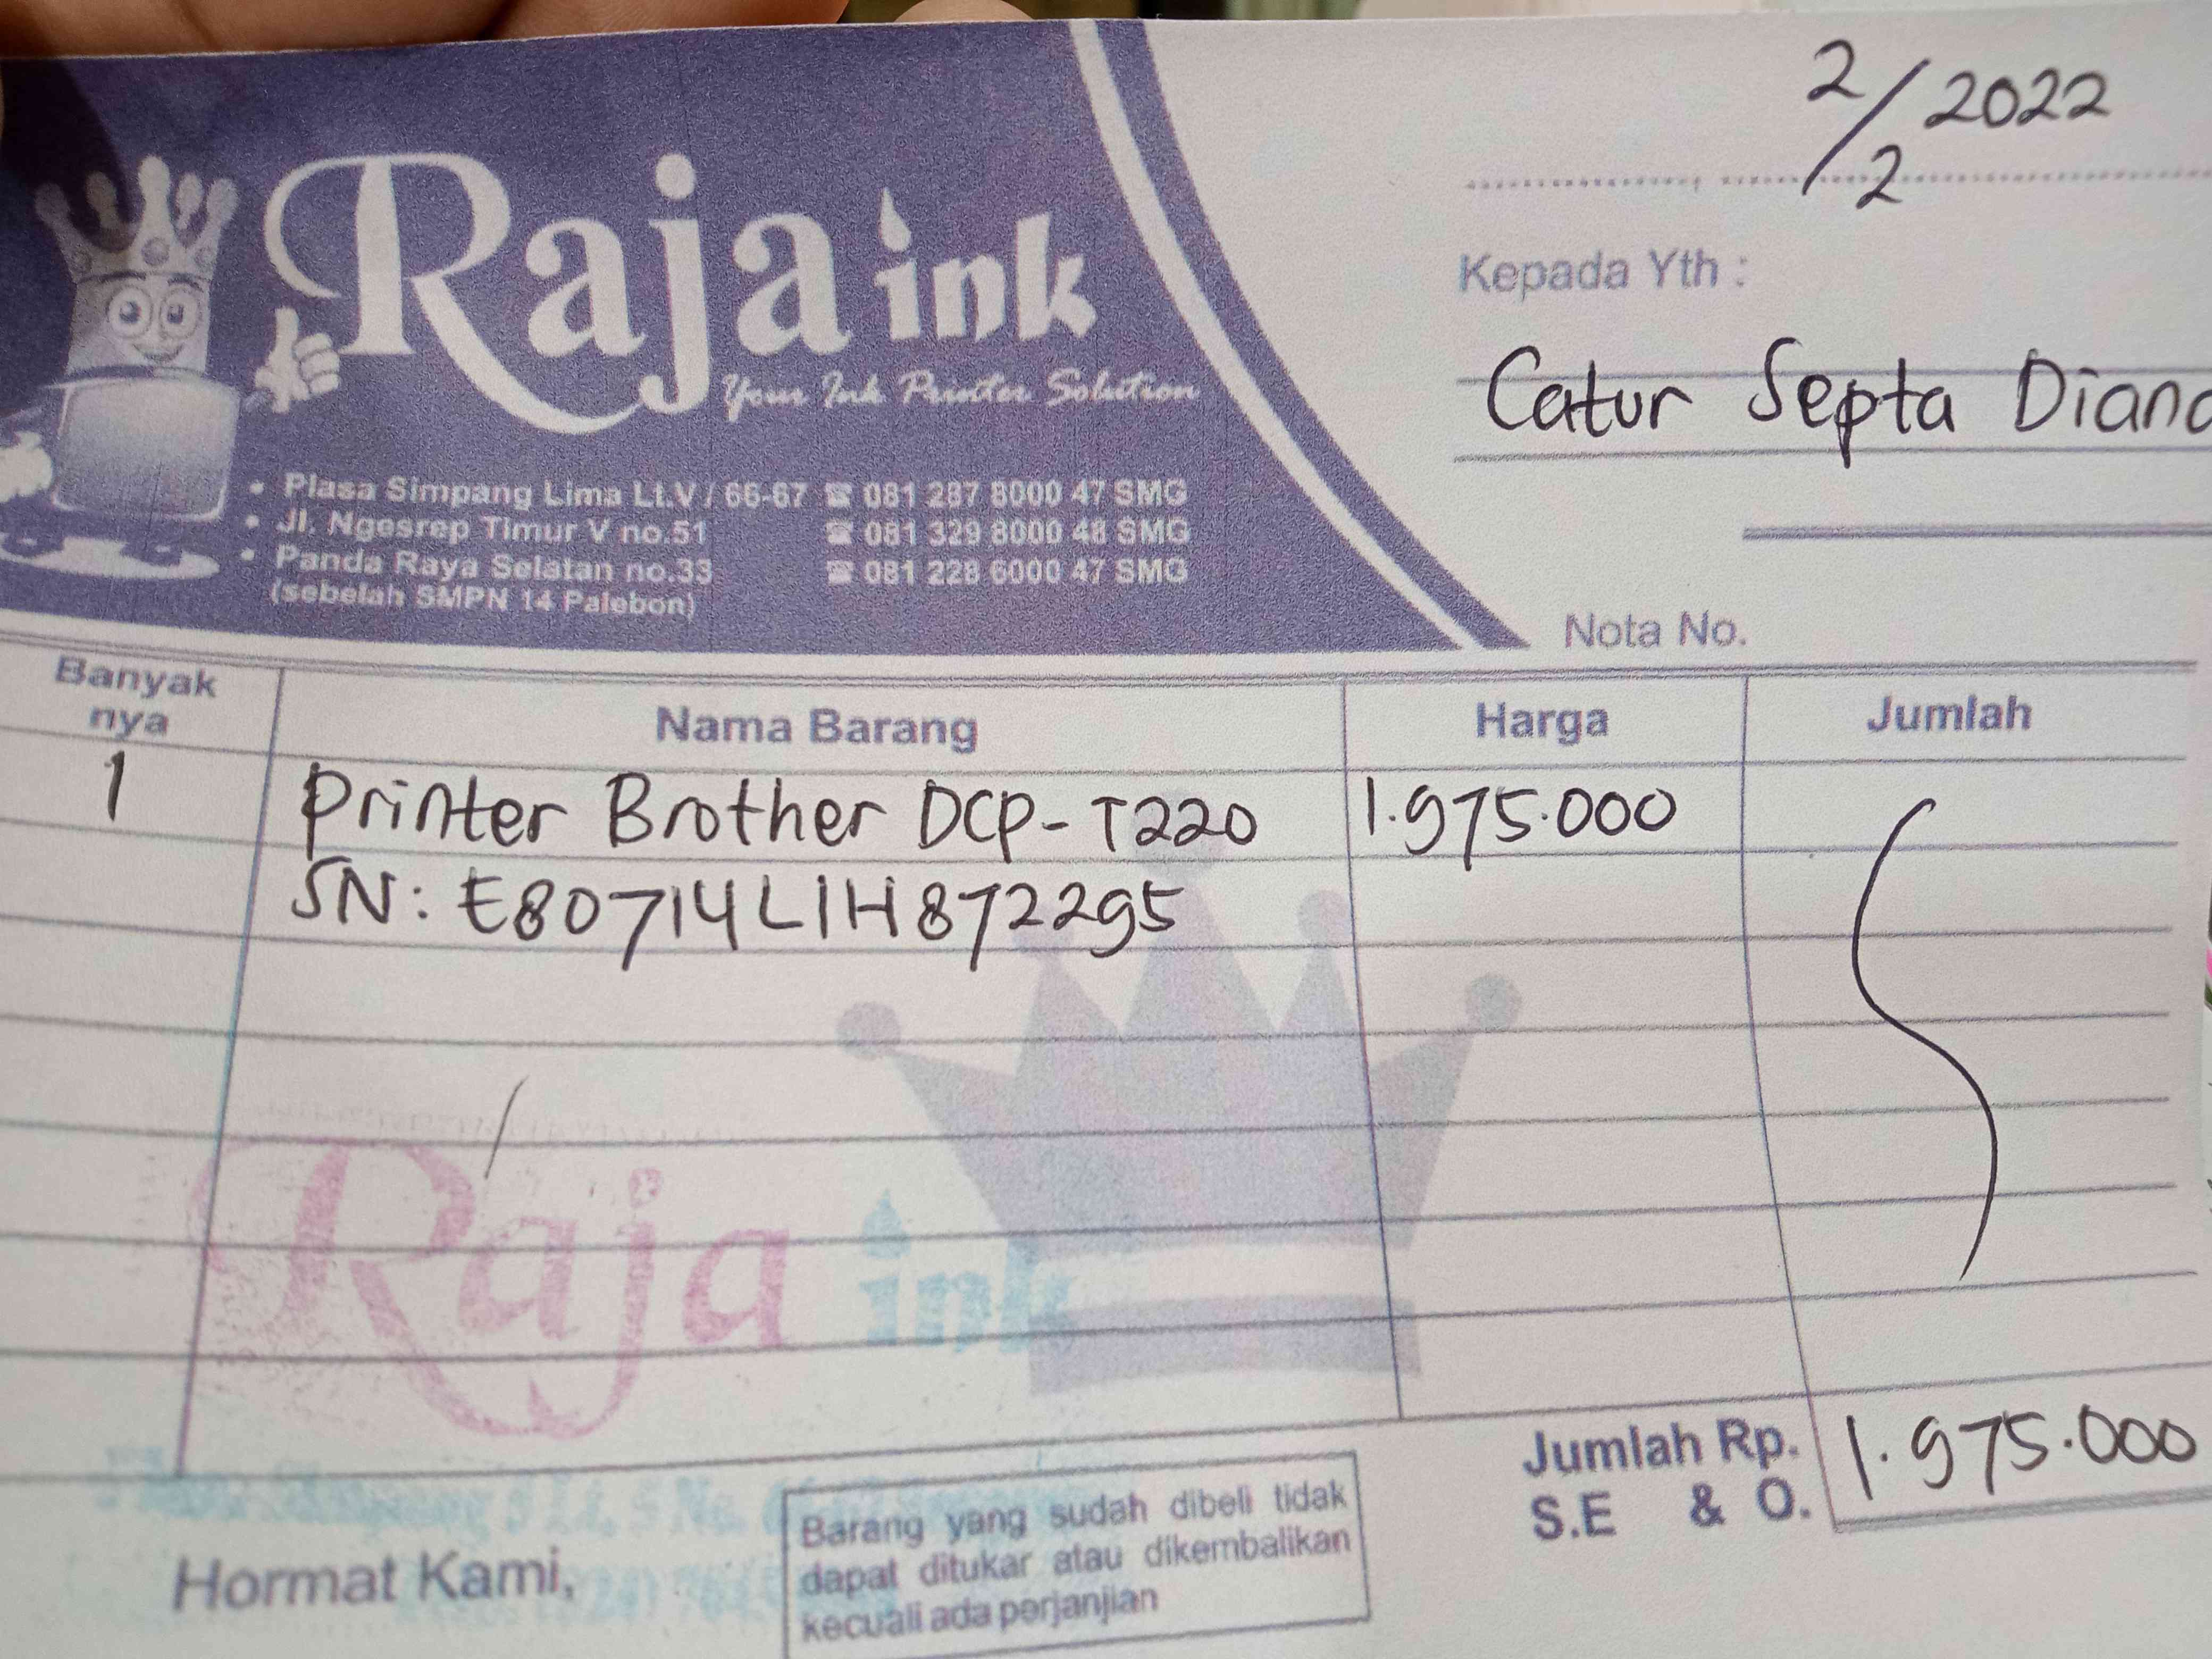 Raja ink
Your Ink Printer Solution
• Plasa Simpang Lima Lt.V / 66-67 ☎ 081 287 8000 47 SMG
• Jl. Ngesrep Timur V no.51 ☎ 081 329 8000 48 SMG
• Panda Raya Selatan no.33 ☎ 081 228 6000 47 SMG
(sebelah SMPN 14 Palebon)
2/2 2022
Kepada Yth :
Catur Septa Diana
Nota No.
Banyak nya Nama Barang Harga Jumlah
1 Printer Brother DCP-T220 1.975.000
SN: E80714L1H872295
Raja ink
Jumlah Rp. 1.975.000
S.E & O.
Hormat Kami,
Barang yang sudah dibeli tidak
dapat ditukar atau dikembalikan
kecuali ada perjanjian